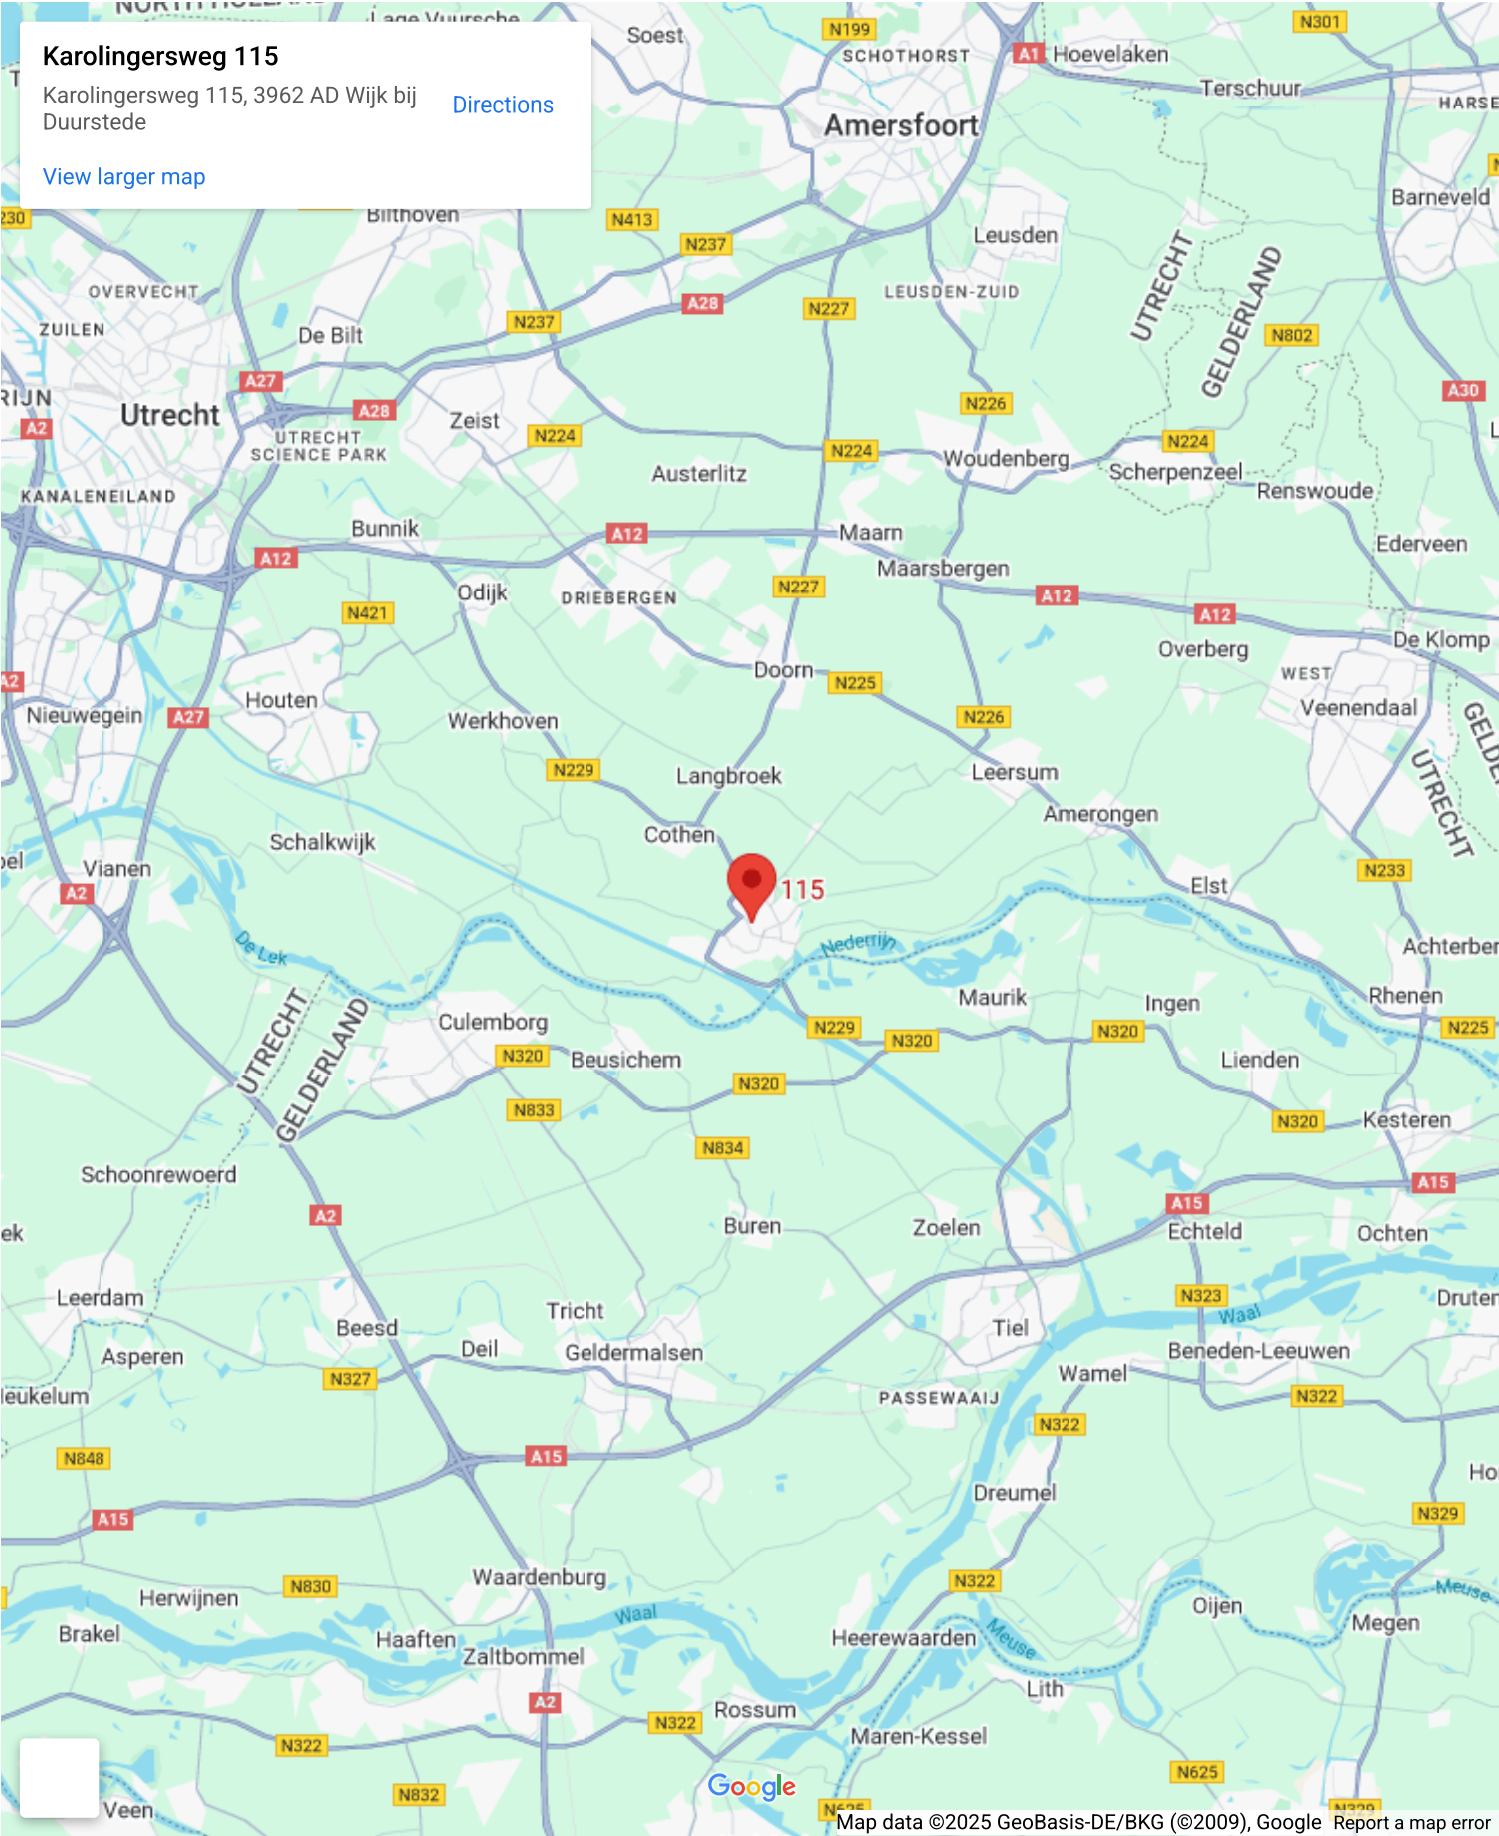 NORTH HOLLAND
Lage Vuursche
Soest
N199
SCHOTHORST
A1
Hoevelaken
N301
Terschuur
Karolingersweg 115
Karolingersweg 115, 3962 AD Wijk bij
Duurstede
Directions
View larger map
Amersfoort
Barneveld
230
Bilthoven
N413
N237
Leusden
UTRECHT
GELDERLAND
OVERVECHT
A28
N227
LEUSDEN-ZUID
ZUILEN
De Bilt
N237
N802
A27
RIJN
A2
Utrecht
A28
Zeist
N224
N226
A30
UTRECHT
SCIENCE PARK
N224
Woudenberg
N224
Scherpenzeel
Austerlitz
Renswoude
KANALENEILAND
Bunnik
A12
Maarn
Ederveen
A12
Maarsbergen
Odijk
DRIEBERGEN
N227
A12
A12
N421
De Klomp
Overberg
A2
Doorn
N225
WEST
Houten
Nieuwegein
A27
Werkhoven
N226
Veenendaal
N229
Langbroek
Leersum
UTRECHT
Cothen
Amerongen
Schalkwijk
Vianen
A2
115
Elst
N233
De Lek
Nederrijn
Maurik
Ingen
Rhenen
UTRECHT
GELDERLAND
Culemborg
N229
N320
N320
N225
N320
Beusichem
N320
Lienden
N833
N834
N320
Kesteren
Schoonrewoerd
A15
A15
A2
Buren
Zoelen
Echteld
Ochten
Leerdam
N323
Waal
Druten
Tricht
Beesd
Deil
Geldermalsen
Tiel
Beneden-Leeuwen
Asperen
N327
Wamel
PASSEWAAIJ
N322
N322
N848
A15
Dreumel
A15
N329
Waardenburg
N322
N830
Herwijnen
Waal
Meuse
Oijen
Megen
Brakel
Haaften
Zaltbommel
Heerewaarden
Meuse
A2
Lith
Rossum
N322
N322
Maren-Kessel
N625
Google
N832
Veen
N625
N329
Map data ©2025 GeoBasis-DE/BKG (©2009), Google
Report a map error